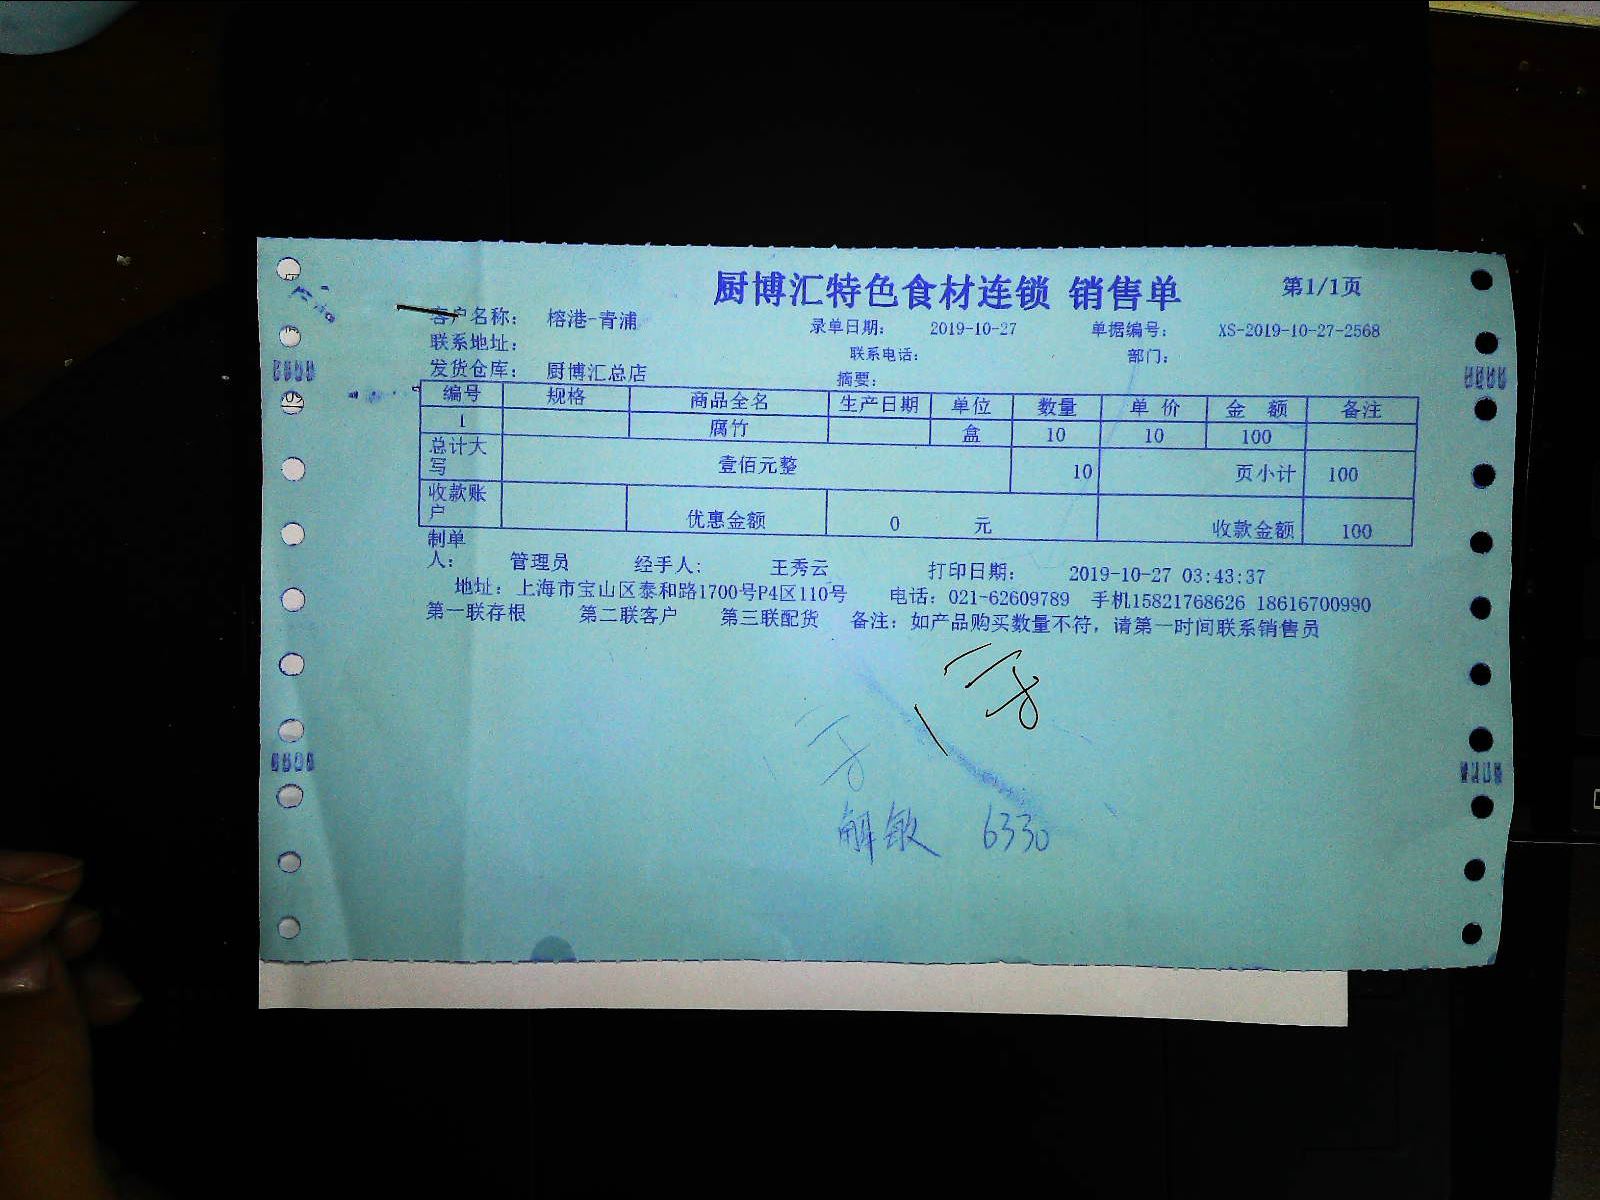 厨博汇特色食材连锁 销售单 第1/1页
客户名称： 榕港-青浦 录单日期： 2019-10-27 单据编号： XS-2019-10-27-2568
联系地址： 联系电话： 部门：
发货仓库： 厨博汇总店 摘要：
编号 规格 商品全名 生产日期 单位 数量 单 价 金 额 备注
1 腐竹 盒 10 10 100
总计大写 壹佰元整 10 页小计 100
收款账户 优惠金额 0 元 收款金额 100
制单人： 管理员 经手人： 王秀云 打印日期： 2019-10-27 03:43:37
地址：上海市宝山区泰和路1700号P4区110号 电话：021-62609789 手机15821768626 18616700990
第一联存根 第二联客户 第三联配货 备注：如产品购买数量不符，请第一时间联系销售员
解敏 6330